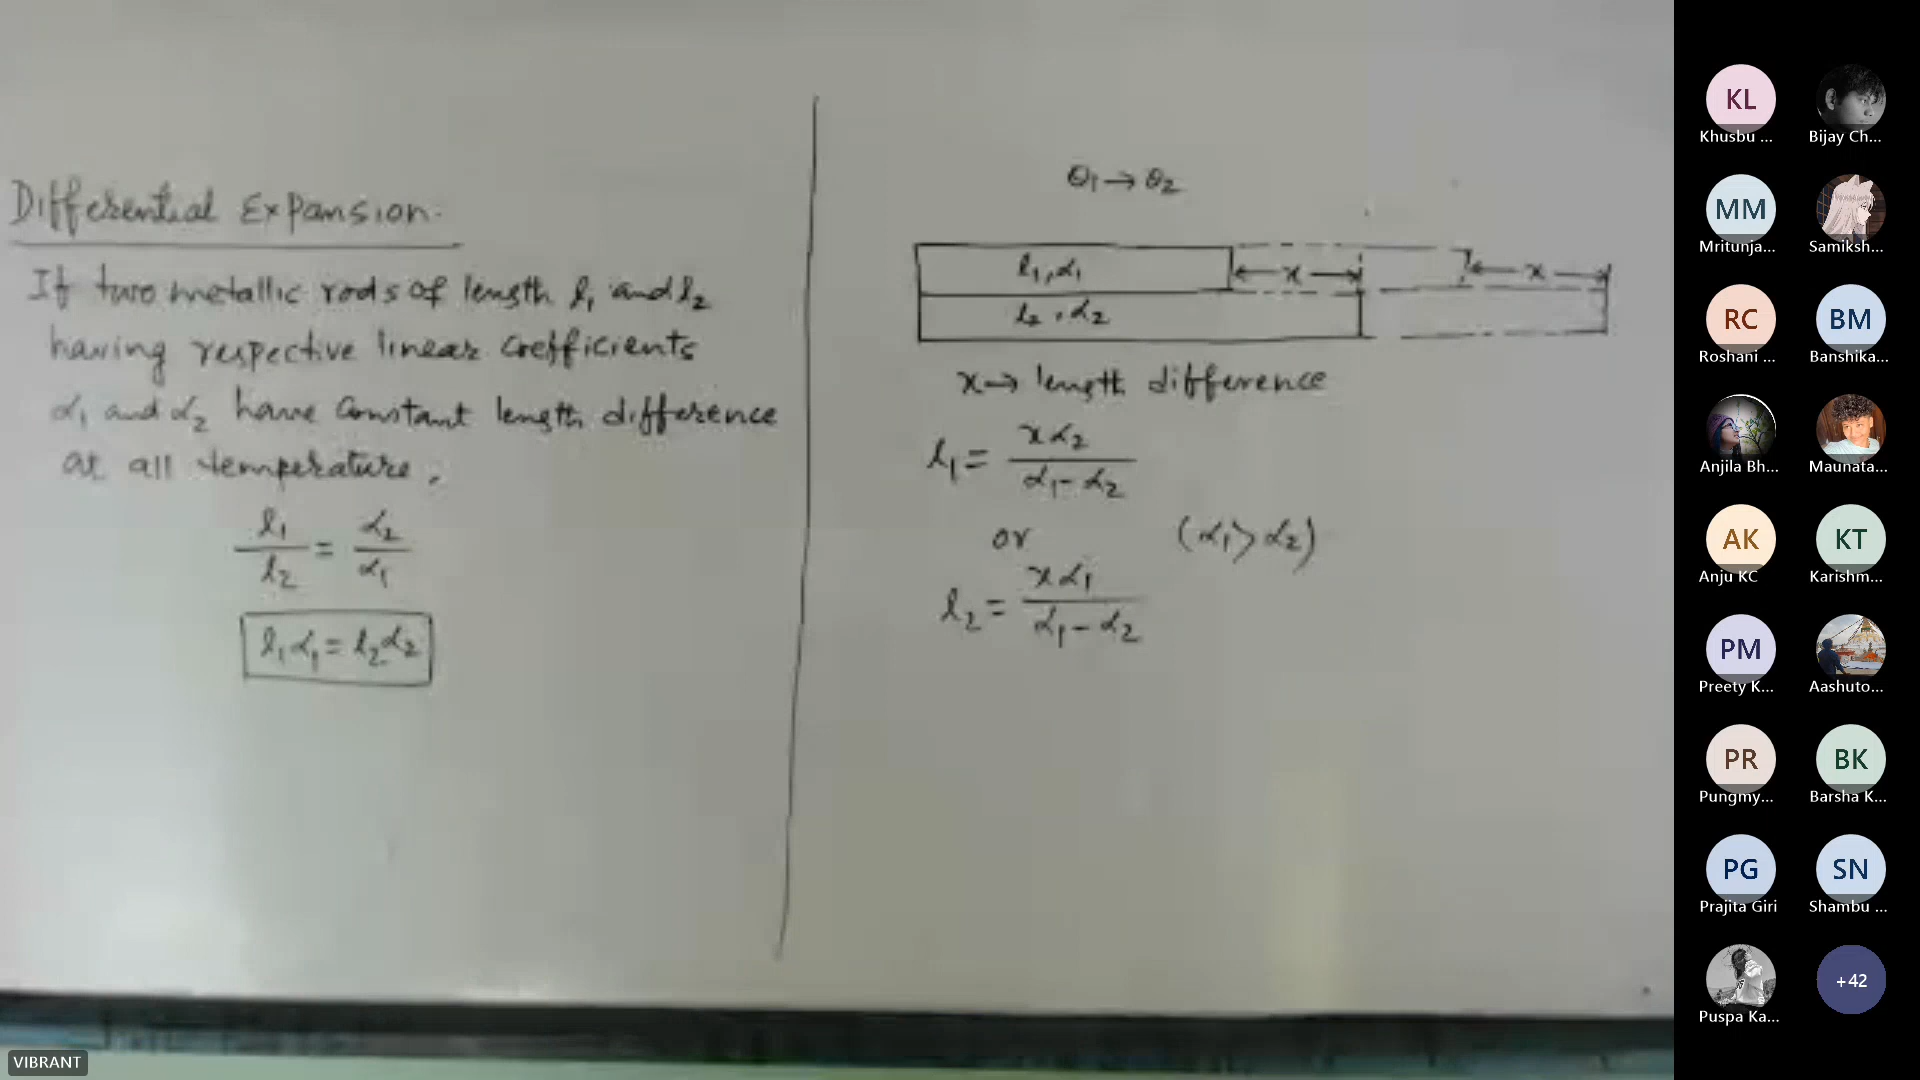 Differential Expansion.
If two metallic rods of length l₁ and l₂
having respective linear coefficients
α₁ and α₂ have constant length difference
at all temperature,
l₁/l₂ = α₂/α₁
l₁α₁ = l₂α₂
θ₁ → θ₂
l₁, α₁
x
x
l₂, α₂
x → length difference
l₁ = xα₂/(α₁ - α₂)
or (α₁ > α₂)
l₂ = xα₁/(α₁ - α₂)
KL
Khusbu ...
Bijay Ch...
MM
Mritunja...
Samiksh...
RC
Roshani ...
BM
Banshika...
Anjila Bh...
Maunata...
AK
Anju KC
KT
Karishm...
PM
Preety K...
Aashuto...
PR
Pungmy...
BK
Barsha K...
PG
Prajita Giri
SN
Shambu ...
Puspa Ka...
+42
VIBRANT